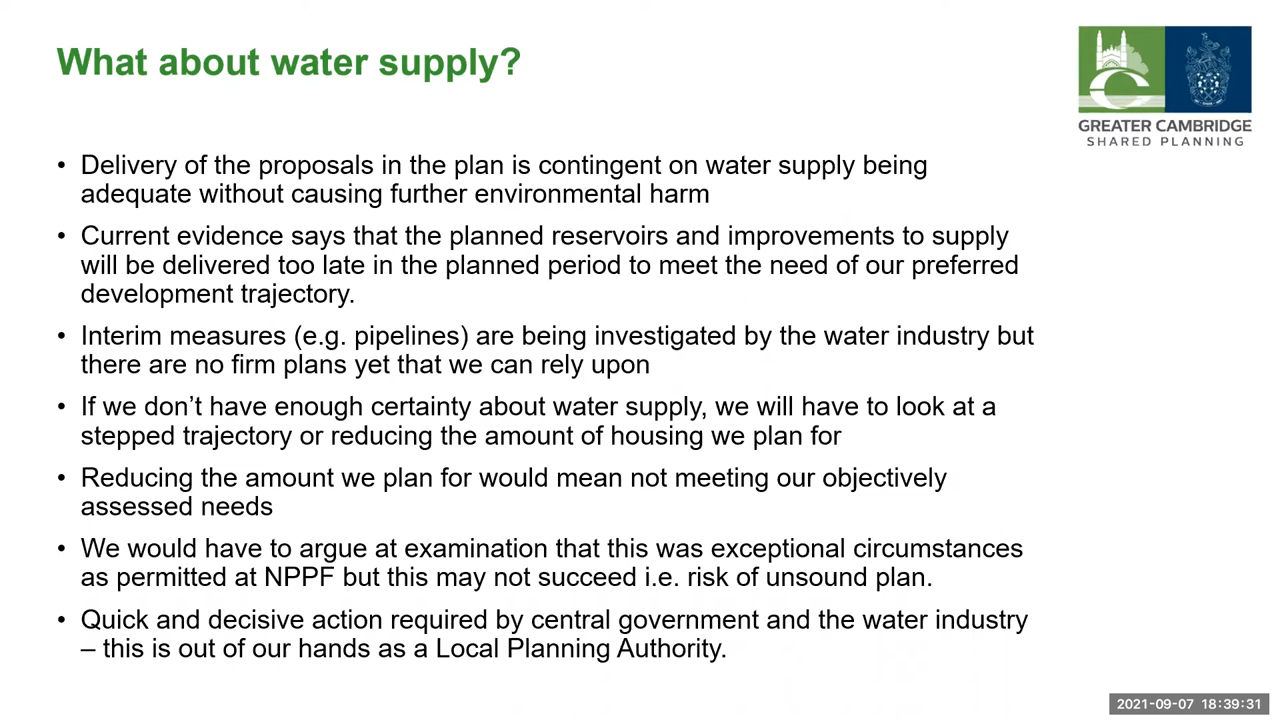 What about water supply?
GREATER CAMBRIDGE
SHARED PLANNING
• Delivery of the proposals in the plan is contingent on water supply being
adequate without causing further environmental harm
• Current evidence says that the planned reservoirs and improvements to supply
will be delivered too late in the planned period to meet the need of our preferred
development trajectory.
• Interim measures (e.g. pipelines) are being investigated by the water industry but
there are no firm plans yet that we can rely upon
• If we don’t have enough certainty about water supply, we will have to look at a
stepped trajectory or reducing the amount of housing we plan for
• Reducing the amount we plan for would mean not meeting our objectively
assessed needs
• We would have to argue at examination that this was exceptional circumstances
as permitted at NPPF but this may not succeed i.e. risk of unsound plan.
• Quick and decisive action required by central government and the water industry
– this is out of our hands as a Local Planning Authority.
2021-09-07 18:39:31